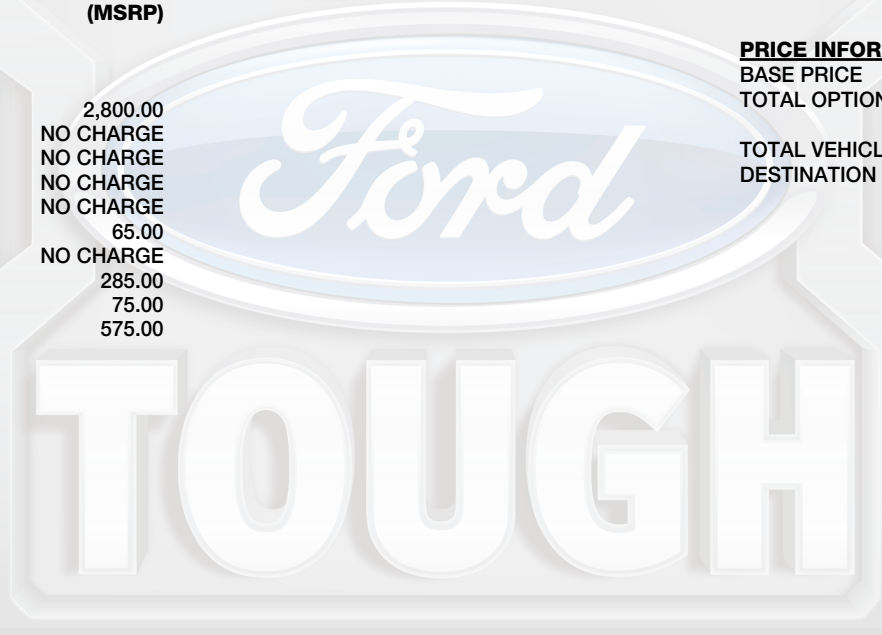 (MSRP)
2,800.00
NO CHARGE
NO CHARGE
NO CHARGE
NO CHARGE
65.00
NO CHARGE
285.00
75.00
575.00
PRICE INFOR
BASE PRICE
TOTAL OPTION
TOTAL VEHICL
DESTINATION
Ford
TOUGH